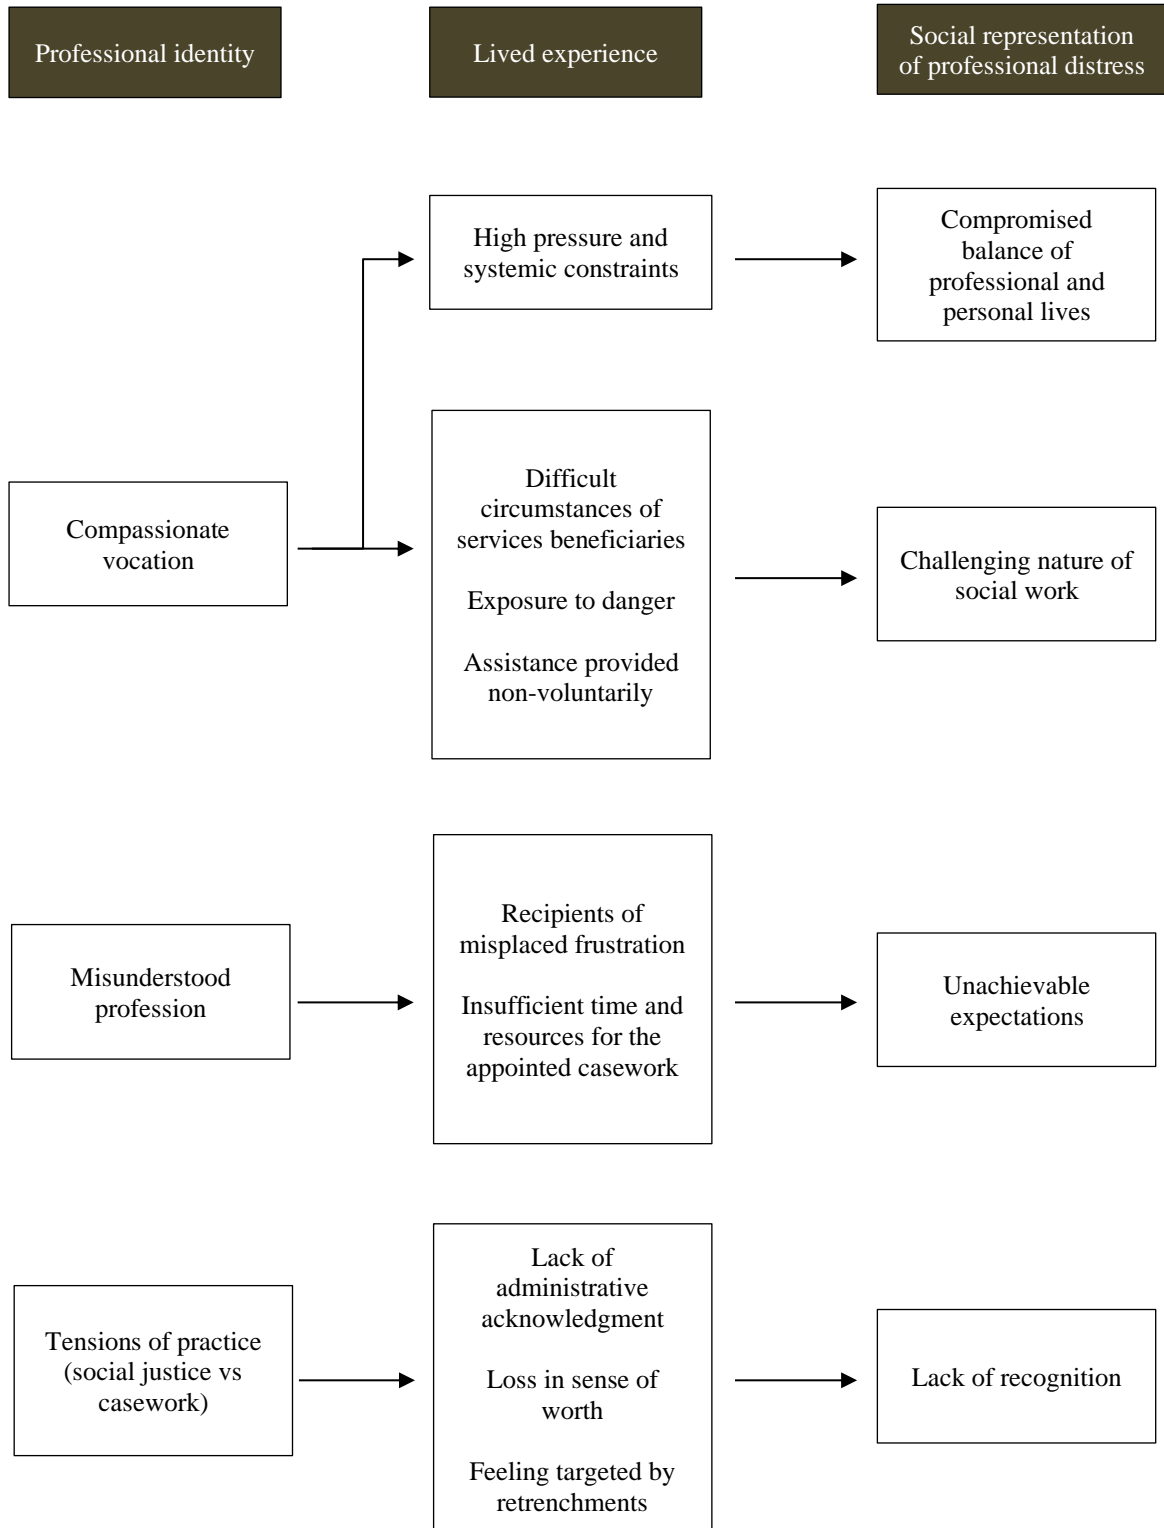 Professional identity
Lived experience
Social representation
of professional distress
High pressure and
systemic constraints
Compromised
balance of
professional and
personal lives
Compassionate
vocation
Difficult
circumstances of
services beneficiaries
Exposure to danger
Assistance provided
non-voluntarily
Challenging nature of
social work
Misunderstood
profession
Recipients of
misplaced frustration
Insufficient time and
resources for the
appointed casework
Unachievable
expectations
Tensions of practice
(social justice vs
casework)
Lack of
administrative
acknowledgment
Loss in sense of
worth
Feeling targeted by
retrenchments
Lack of recognition